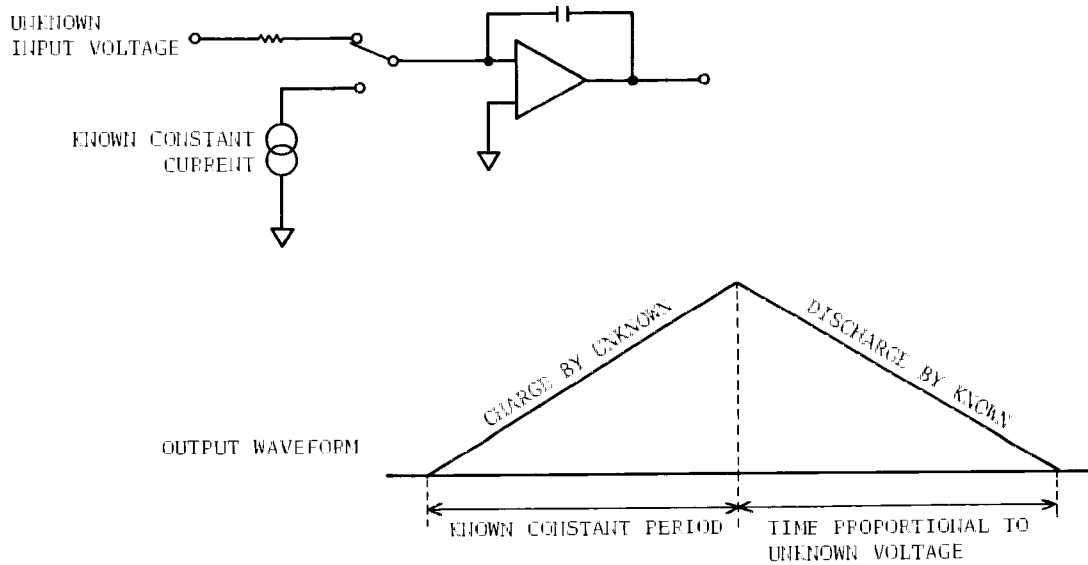 UNKNOWN
INPUT VOLTAGE
KNOWN CONSTANT
CURRENT
CHARGE BY UNKNOWN
DISCHARGE BY KNOWN
OUTPUT WAVEFORM
KNOWN CONSTANT PERIOD
TIME PROPORTIONAL TO
UNKNOWN VOLTAGE